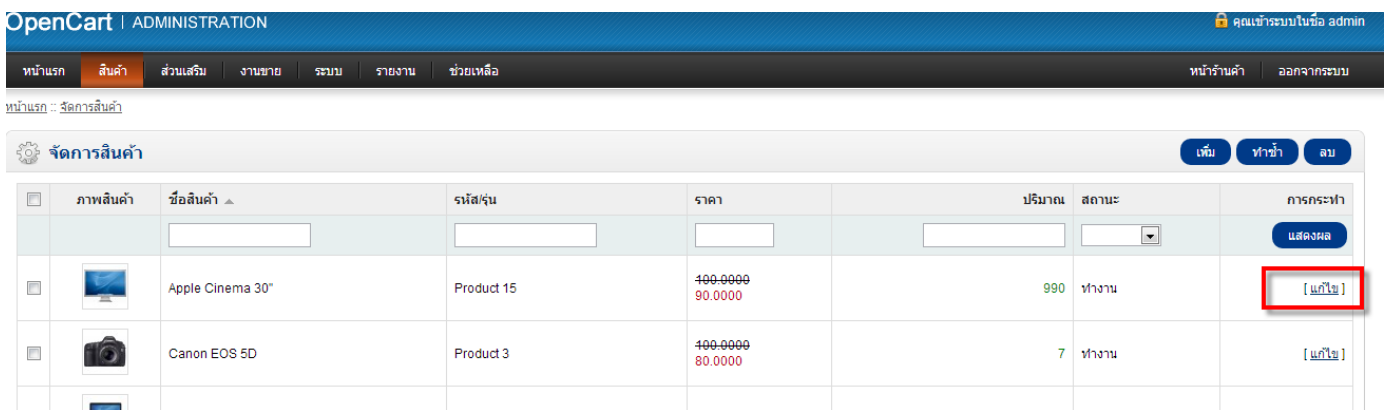 OpenCart | ADMINISTRATION คุณเข้าระบบในชื่อ admin
หน้าแรก สินค้า ส่วนเสริม งานขาย ระบบ รายงาน ช่วยเหลือ หน้าร้านค้า ออกจากระบบ
หน้าแรก :: จัดการสินค้า
จัดการสินค้า เพิ่ม ทำซ้ำ ลบ
ภาพสินค้า ชื่อสินค้า รหัส/รุ่น ราคา ปริมาณ สถานะ การกระทำ
แสดงผล
Apple Cinema 30" Product 15 100.0000 90.0000 990 ทำงาน [ แก้ไข ]
Canon EOS 5D Product 3 100.0000 80.0000 7 ทำงาน [ แก้ไข ]